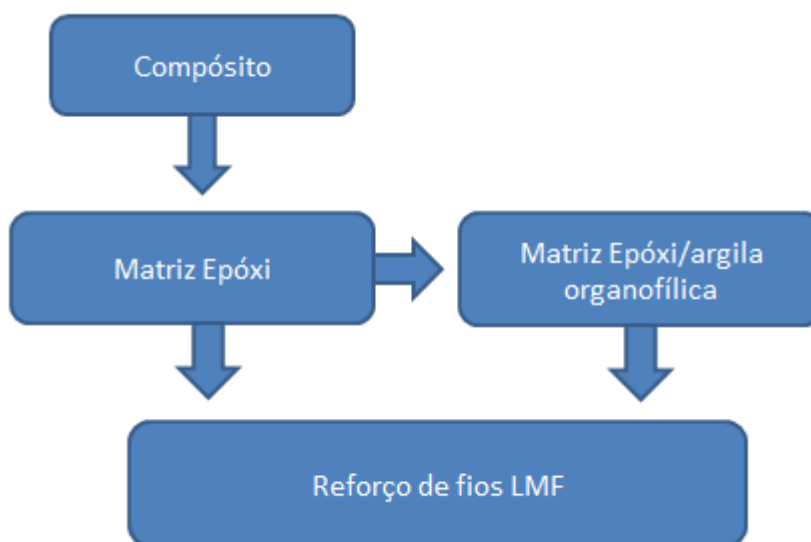 Compósito
Matriz Epóxi
Matriz Epóxi/argila
organofílica
Reforço de fios LMF